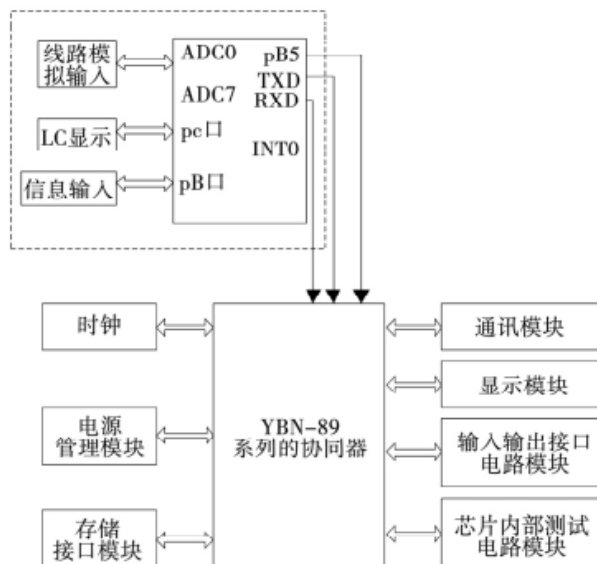 线路模
拟输入
ADC0
pB5
TXD
ADC7
RXD
LC显示
pc口
INT0
信息输入
pB口
时钟
通讯模块
显示模块
电源
管理模块
YBN-89
系列的协同器
输入输出接口
电路模块
存储
接口模块
芯片内部测试
电路模块